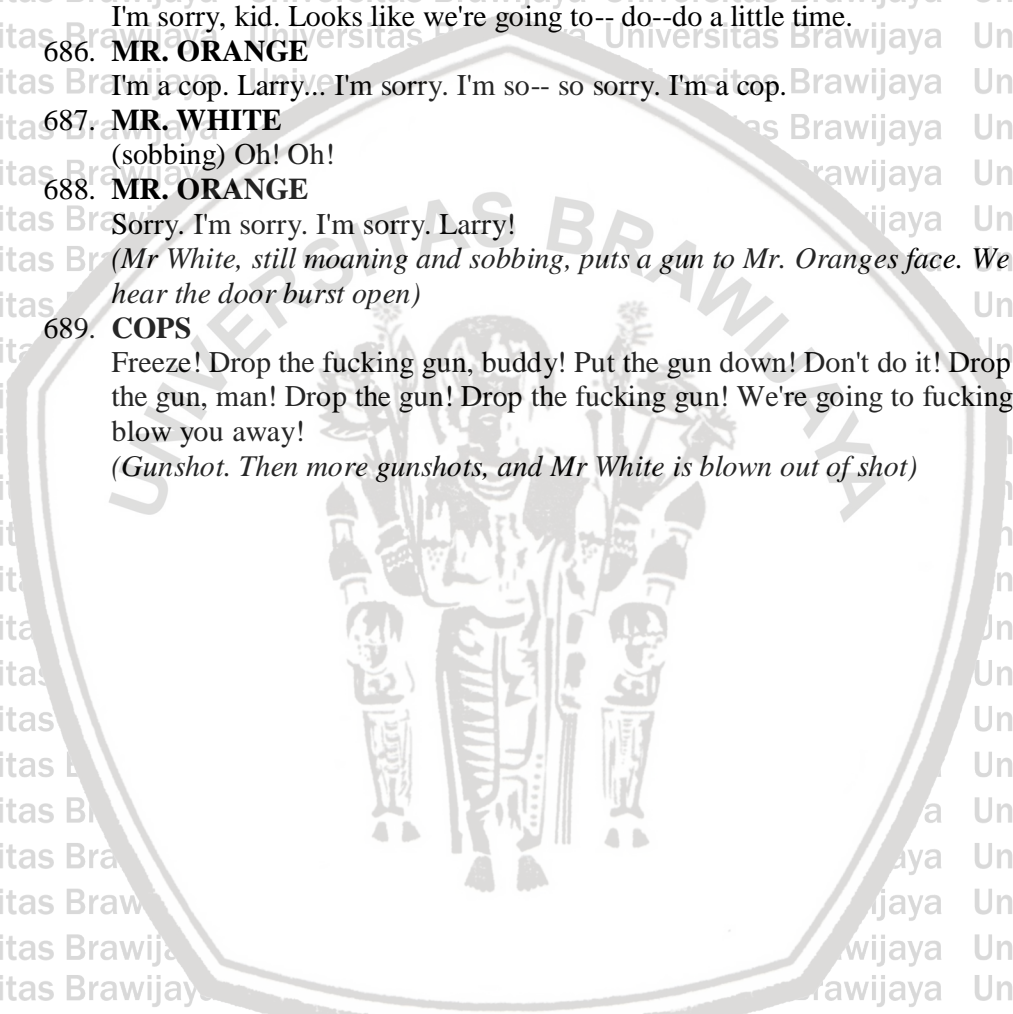 I'm sorry, kid. Looks like we're going to-- do--do a little time.
686. MR. ORANGE
I'm a cop. Larry... I'm sorry. I'm so-- so sorry. I'm a cop.
687. MR. WHITE
(sobbing) Oh! Oh!
688. MR. ORANGE
Sorry. I'm sorry. I'm sorry. Larry!
(Mr White, still moaning and sobbing, puts a gun to Mr. Oranges face. We
hear the door burst open)
689. COPS
Freeze! Drop the fucking gun, buddy! Put the gun down! Don't do it! Drop
the gun, man! Drop the gun! Drop the fucking gun! We're going to fucking
blow you away!
(Gunshot. Then more gunshots, and Mr White is blown out of shot)
UNIVERSITAS BRAWIJAYA